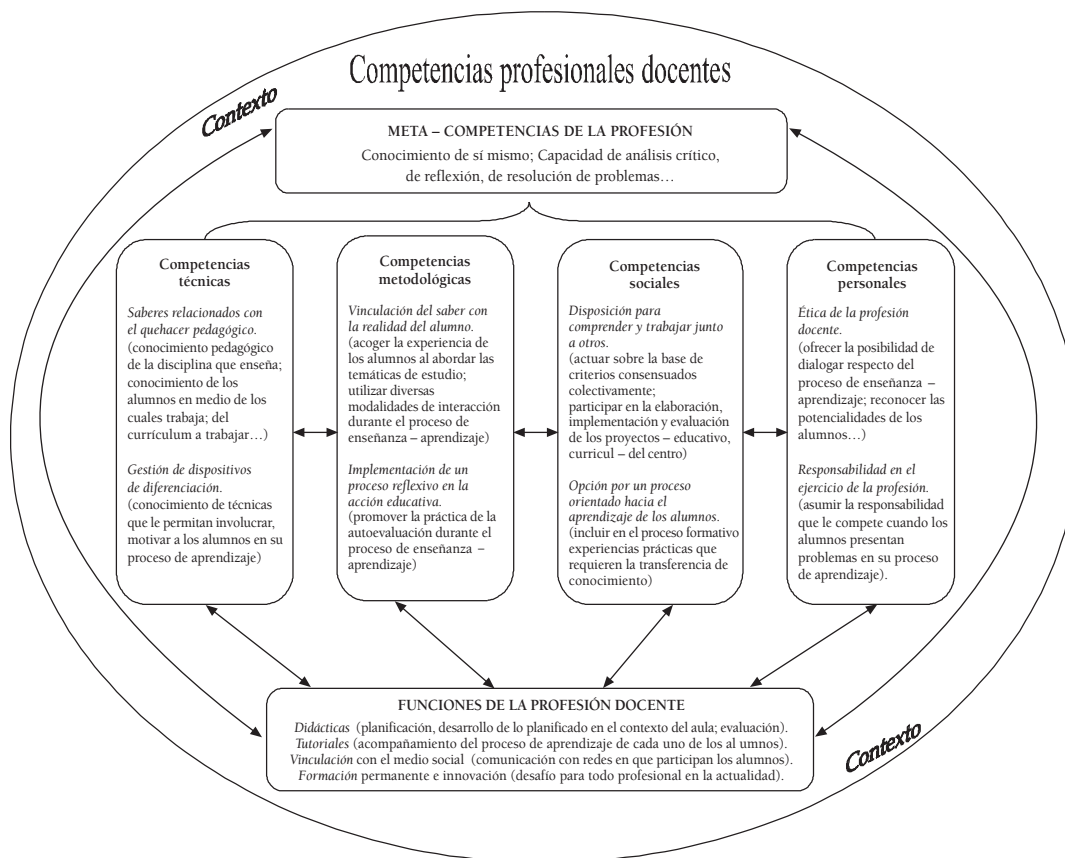 Competencias profesionales docentes
Contexto
META – COMPETENCIAS DE LA PROFESIÓN
Conocimiento de sí mismo; Capacidad de análisis crítico,
de reflexión, de resolución de problemas…
Competencias
técnicas
Saberes relacionados con
el quehacer pedagógico.
(conocimiento pedagógico
de la disciplina que enseña;
conocimiento de los
alumnos en medio de los
cuales trabaja; del
currículum a trabajar…)
Gestión de dispositivos
de diferenciación.
(conocimiento de técnicas
que le permitan involucrar,
motivar a los alumnos en su
proceso de aprendizaje)
Competencias
metodológicas
Vinculación del saber con
la realidad del alumno.
(acoger la experiencia de
los alumnos al abordar las
temáticas de estudio;
utilizar diversas
modalidades de interacción
durante el proceso de
enseñanza – aprendizaje)
Implementación de un
proceso reflexivo en la
acción educativa.
(promover la práctica de la
autoevaluación durante el
proceso de enseñanza –
aprendizaje)
Competencias
sociales
Disposición para
comprender y trabajar junto
a otros.
(actuar sobre la base de
criterios consensuados
colectivamente;
participar en la elaboración,
implementación y evaluación
de los proyectos – educativo,
curricul – del centro)
Opción por un proceso
orientado hacia el
aprendizaje de los alumnos.
(incluir en el proceso formativo
experiencias prácticas que
requieren la transferencia de
conocimiento)
Competencias
personales
Ética de la profesión
docente.
(ofrecer la posibilidad de
dialogar respecto del
proceso de enseñanza –
aprendizaje; reconocer las
potencialidades de los
alumnos…)
Responsabilidad en el
ejercicio de la profesión.
(asumir la responsabilidad
que le compete cuando los
alumnos presentan
problemas en su proceso
de aprendizaje).
FUNCIONES DE LA PROFESIÓN DOCENTE
Didácticas (planificación, desarrollo de lo planificado en el contexto del aula; evaluación).
Tutoriales (acompañamiento del proceso de aprendizaje de cada uno de los al umnos).
Vinculación con el medio social (comunicación con redes en que participan los alumnos).
Formación permanente e innovación (desafío para todo profesional en la actualidad).
Contexto